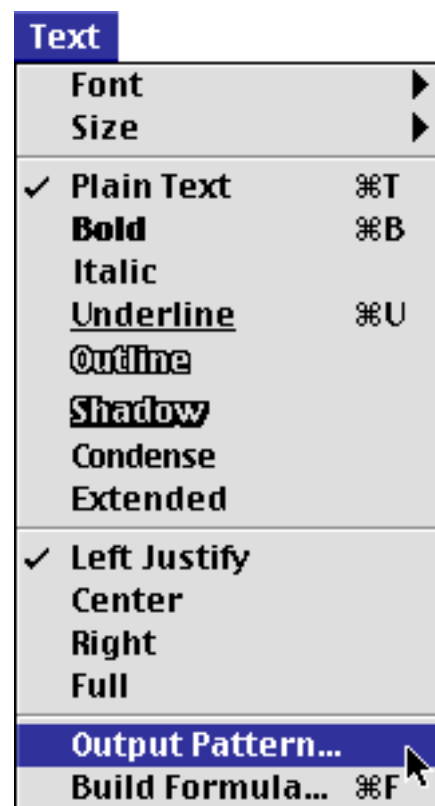 Text
Font
Size
✓ Plain Text ⌘T
Bold ⌘B
Italic
Underline ⌘U
Outline
Shadow
Condense
Extended
✓ Left Justify
Center
Right
Full
Output Pattern...
Build Formula... ⌘F